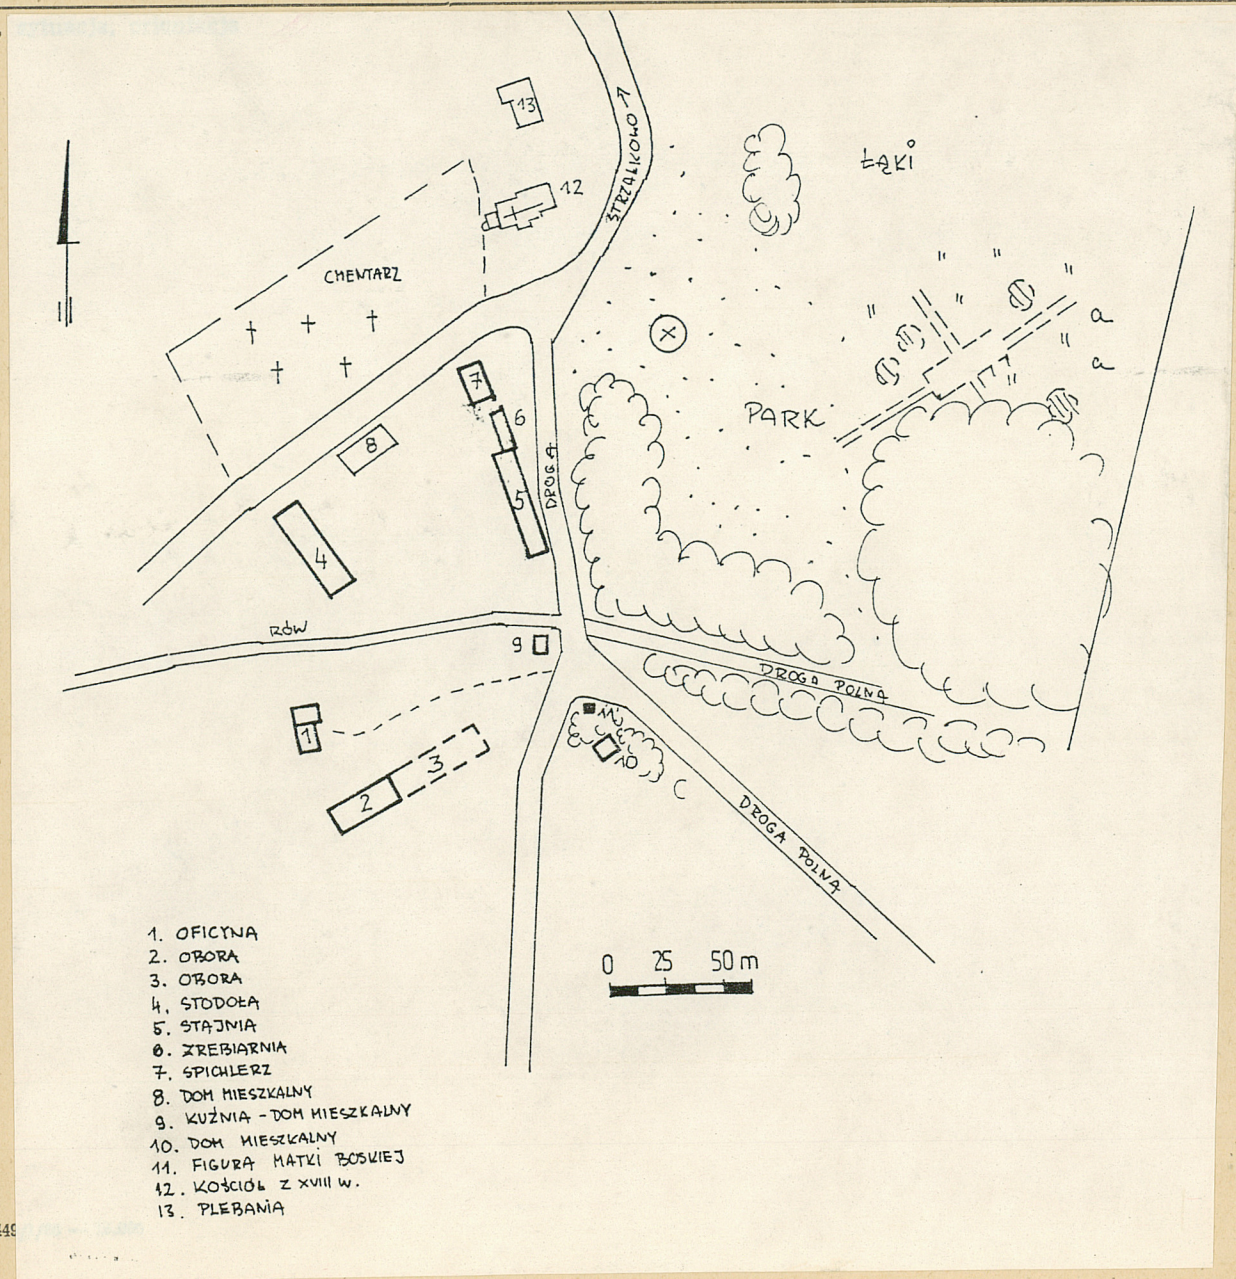 13
12
STRZAŁKOWO
ŁĄKI
CMENTARZ
X
a
a
PARK
7
6
5
8
4
DROGA
RÓW
9
DROGA POLNA
1
11
10
3
2
DROGA POLNA
0 25 50 m
1. OFICYNA
2. OBORA
3. OBORA
4. STODOŁA
5. STAJNIA
6. ŹREBIARNIA
7. SPICHLERZ
8. DOM MIESZKALNY
9. KUŹNIA - DOM MIESZKALNY
10. DOM MIESZKALNY
11. FIGURA MATKI BOSKIEJ
12. KOŚCIÓŁ Z XVIII W.
13. PLEBANIA